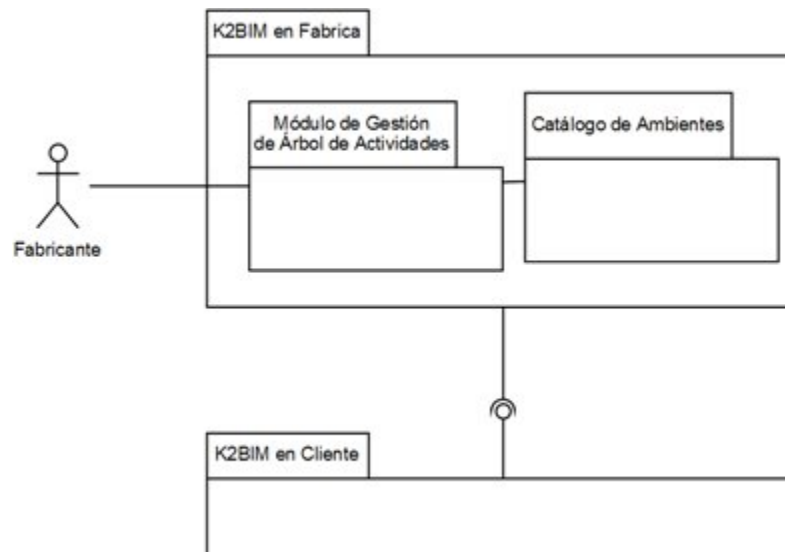 K2BIM en Fabrica
Módulo de Gestión
de Árbol de Actividades
Catálogo de Ambientes
Fabricante
K2BIM en Cliente